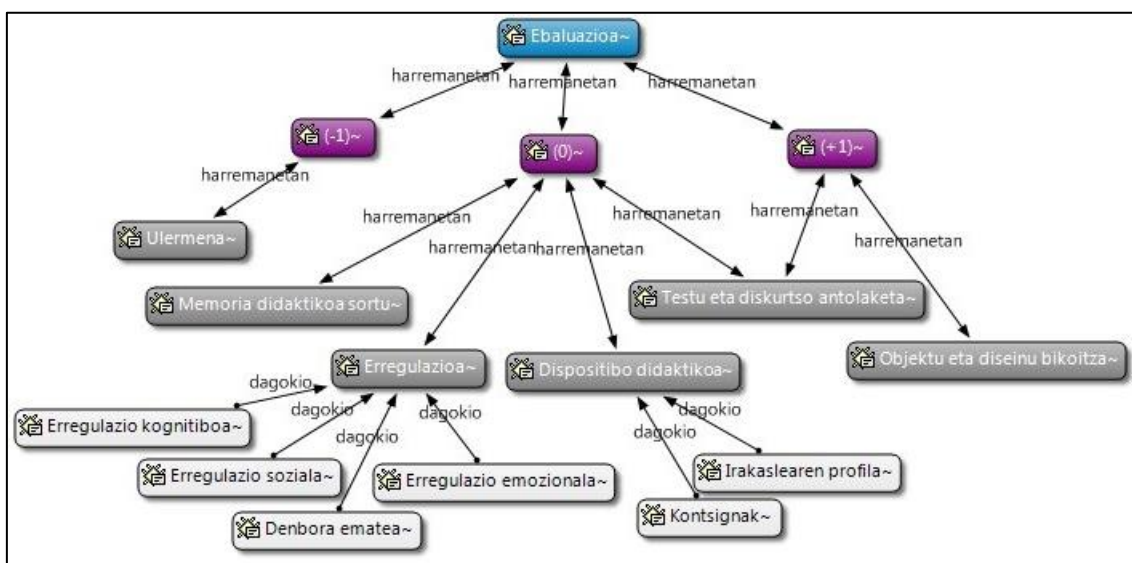 Ebaluazioa~
harremanetan
harremanetan
harremanetan
(-1)~
(0)~
(+1)~
harremanetan
harremanetan
harremanetan
harremanetan
harremanetan
harremanetan
harremanetan
Ulermena~
Memoria didaktikoa sortu~
Testu eta diskurtso antolaketa~
Erregulazioa~
Dispositibo didaktikoa~
Objektu eta diseinu bikoitza~
dagokio
dagokio
dagokio
dagokio
dagokio
dagokio
Erregulazio kognitiboa~
Erregulazio soziala~
Erregulazio emozionala~
Irakaslearen profila~
Denbora ematea~
Kontsignak~